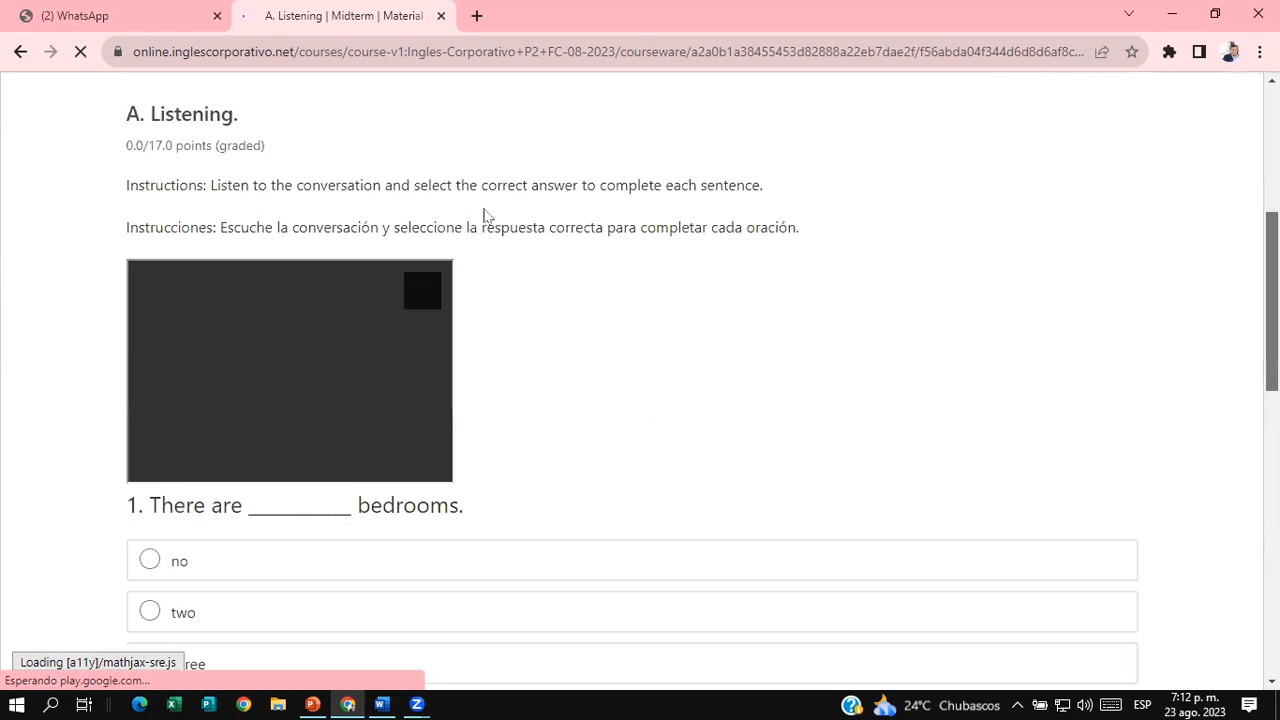 (2) WhatsApp
A. Listening | Midterm | Material
online.inglescorporativo.net/courses/course-v1:Ingles-Corporativo+P2+FC-08-2023/courseware/a2a0b1a38455453d82888a22eb7dae2f/f56abda04f344d6d8d6af8c...
A. Listening.
0.0/17.0 points (graded)
Instructions: Listen to the conversation and select the correct answer to complete each sentence.
Instrucciones: Escuche la conversación y seleccione la respuesta correcta para completar cada oración.
1. There are __________ bedrooms.
no
two
ree
Loading [a11y]/mathjax-sre.js
Esperando play.google.com...
24°C Chubascos
ESP
7:12 p. m.
23 ago. 2023